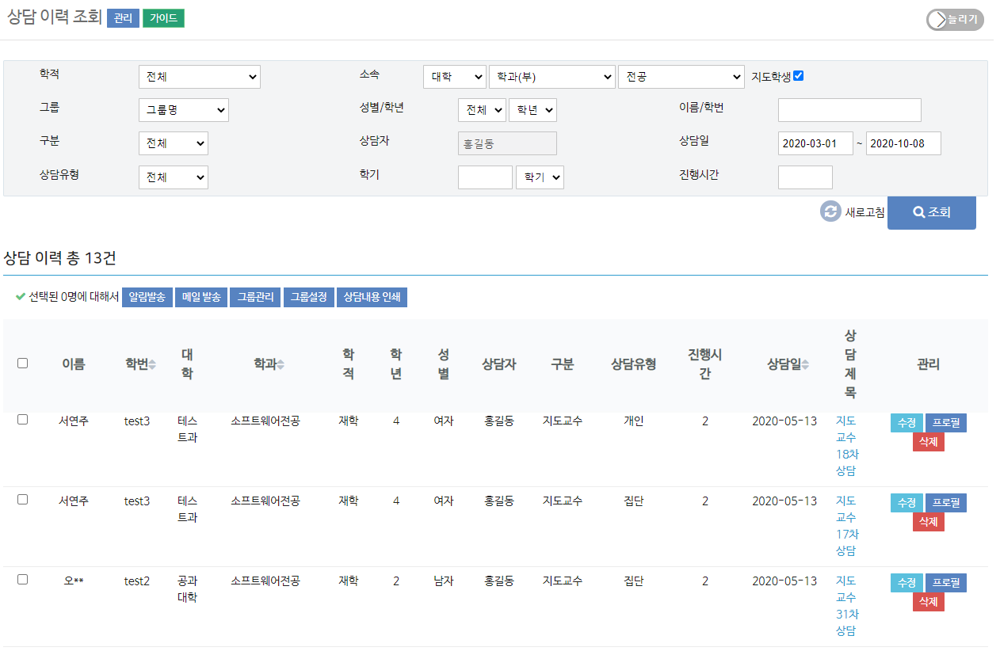 상담 이력 조회 관리 가이드 늘리기
학적 전체 소속 대학 학과(부) 전공 지도학생
그룹 그룹명 성별/학년 전체 학년 이름/학번
구분 전체 상담자 홍길동 상담일 2020-03-01 ~ 2020-10-08
상담유형 전체 학기 학기 진행시간
새로고침 조회
상담 이력 총 13건
선택된 0명에 대해서 알림발송 메일 발송 그룹관리 그룹설정 상담내용 인쇄
이름 학번 대학 학과 학적 학년 성별 상담자 구분 상담유형 진행시간 상담일 상담제목 관리
서연주 test3 테스 소프트웨어전공 재학 4 여자 홍길동 지도교수 개인 2 2020-05-13 지도 수정 프로필
트과 교수 삭제
18차
상담
서연주 test3 테스 소프트웨어전공 재학 4 여자 홍길동 지도교수 집단 2 2020-05-13 지도 수정 프로필
트과 교수 삭제
17차
상담
오** test2 공과 소프트웨어전공 재학 2 남자 홍길동 지도교수 집단 2 2020-05-13 지도 수정 프로필
대학 교수 삭제
31차
상담